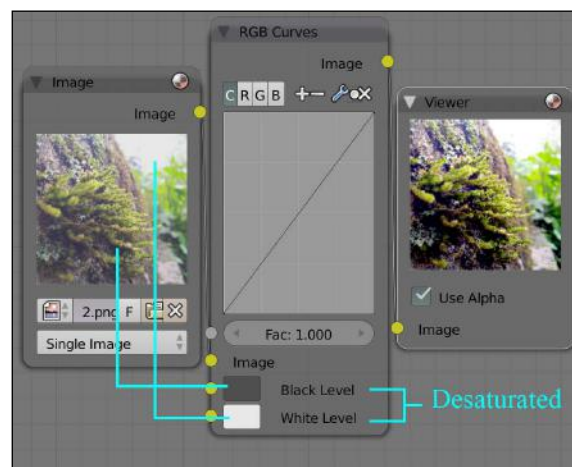 RGB Curves
Image
C R G B
Image
Image
2.png F
Single Image
Fac: 1.000
Image
Black Level
White Level
Viewer
Use Alpha
Image
Desaturated